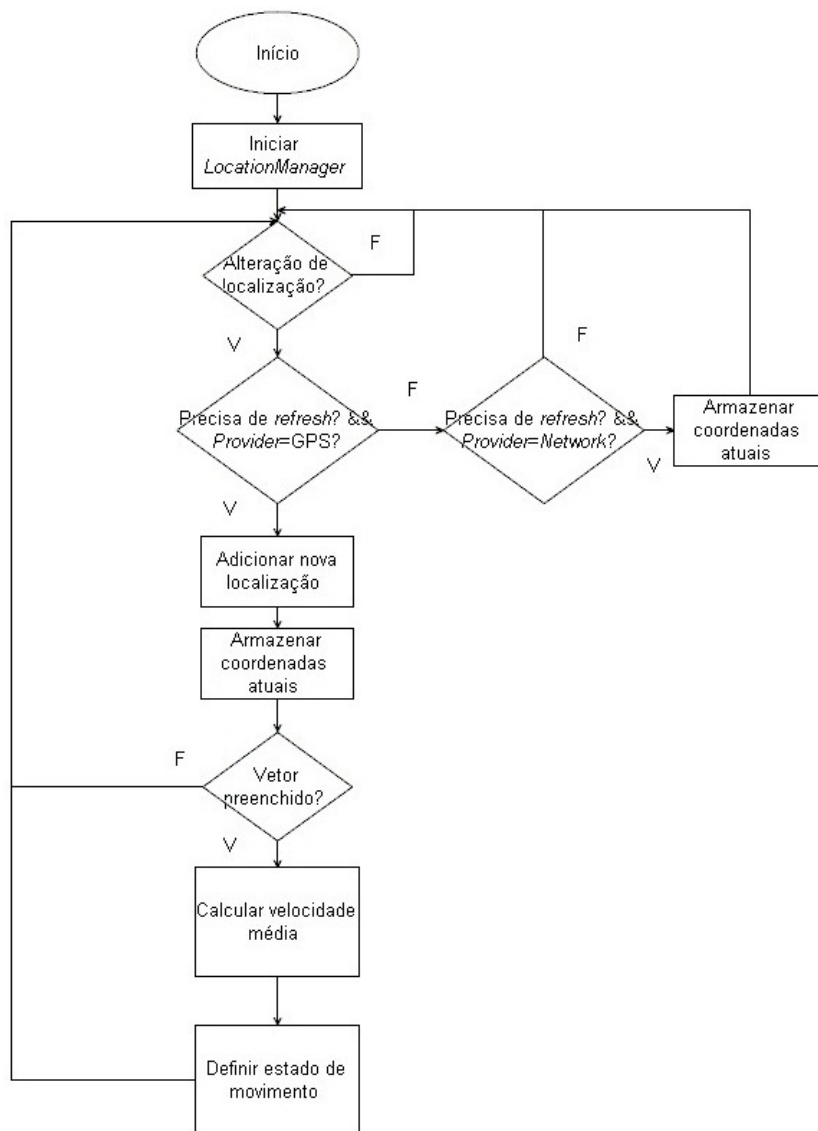 Início
Iniciar
LocationManager
F
Alteração de
localização?
V
F
F
Precisa de refresh? &&
Provider=GPS?
Precisa de refresh? &&
Provider=Network?
Armazenar
coordenadas
atuais
V
V
Adicionar nova
localização
Armazenar
coordenadas
atuais
F
Vetor
preenchido?
V
Calcular velocidade
média
Definir estado de
movimento